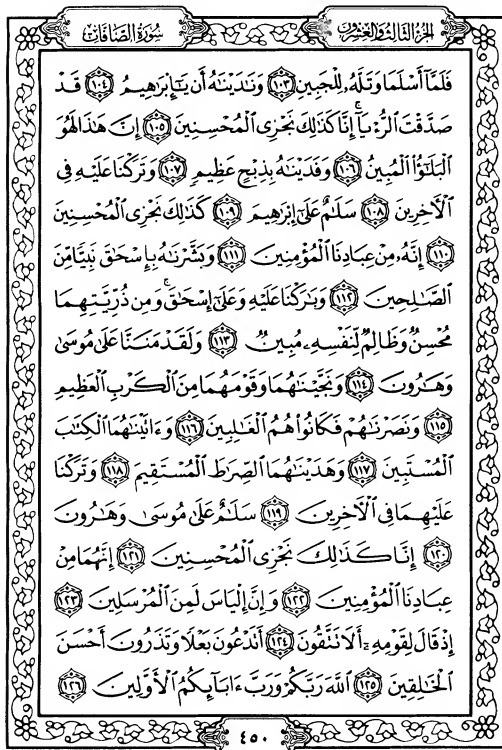 الجزء الثالث والعشرون
سورة الصافات
فَلَمَّا أَسْلَمَا وَتَلَّهُۥ لِلْجَبِينِ ١٠٣ وَنَٰدَيْنَٰهُ أَن يَٰٓإِبْرَٰهِيمُ ١٠٤ قَدْ
صَدَّقْتَ ٱلرُّءْيَآ ۚ إِنَّا كَذَٰلِكَ نَجْزِى ٱلْمُحْسِنِينَ ١٠٥ إِنَّ هَٰذَا لَهُوَ
ٱلْبَلَٰٓؤُا۟ ٱلْمُبِينُ ١٠٦ وَفَدَيْنَٰهُ بِذِبْحٍ عَظِيمٍ ١٠٧ وَتَرَكْنَا عَلَيْهِ فِى
ٱلْءَاخِرِينَ ١٠٨ سَلَٰمٌ عَلَىٰٓ إِبْرَٰهِيمَ ١٠٩ كَذَٰلِكَ نَجْزِى ٱلْمُحْسِنِينَ
١١٠ إِنَّهُۥ مِنْ عِبَادِنَا ٱلْمُؤْمِنِينَ ١١١ وَبَشَّرْنَٰهُ بِإِسْحَٰقَ نَبِيًّا مِّنَ
ٱلصَّٰلِحِينَ ١١٢ وَبَٰرَكْنَا عَلَيْهِ وَعَلَىٰٓ إِسْحَٰقَ ۚ وَمِن ذُرِّيَّتِهِمَا
مُحْسِنٌ وَظَالِمٌ لِّنَفْسِهِۦ مُبِينٌ ١١٣ وَلَقَدْ مَنَنَّا عَلَىٰ مُوسَىٰ
وَهَٰرُونَ ١١٤ وَنَجَّيْنَٰهُمَا وَقَوْمَهُمَا مِنَ ٱلْكَرْبِ ٱلْعَظِيمِ
١١٥ وَنَصَرْنَٰهُمْ فَكَانُوا۟ هُمُ ٱلْغَٰلِبِينَ ١١٦ وَءَاتَيْنَٰهُمَا ٱلْكِتَٰبَ
ٱلْمُسْتَبِينَ ١١٧ وَهَدَيْنَٰهُمَا ٱلصِّرَٰطَ ٱلْمُسْتَقِيمَ ١١٨ وَتَرَكْنَا
عَلَيْهِمَا فِى ٱلْءَاخِرِينَ ١١٩ سَلَٰمٌ عَلَىٰ مُوسَىٰ وَهَٰرُونَ
١٢٠ إِنَّا كَذَٰلِكَ نَجْزِى ٱلْمُحْسِنِينَ ١٢١ إِنَّهُمَا مِنْ
عِبَادِنَا ٱلْمُؤْمِنِينَ ١٢٢ وَإِنَّ إِلْيَاسَ لَمِنَ ٱلْمُرْسَلِينَ ١٢٣
إِذْ قَالَ لِقَوْمِهِۦٓ أَلَا تَتَّقُونَ ١٢٤ أَتَدْعُونَ بَعْلًا وَتَذَرُونَ أَحْسَنَ
ٱلْخَٰلِقِينَ ١٢٥ ٱللَّهَ رَبَّكُمْ وَرَبَّ ءَابَآئِكُمُ ٱلْأَوَّلِينَ ١٢٦
٤٥٠